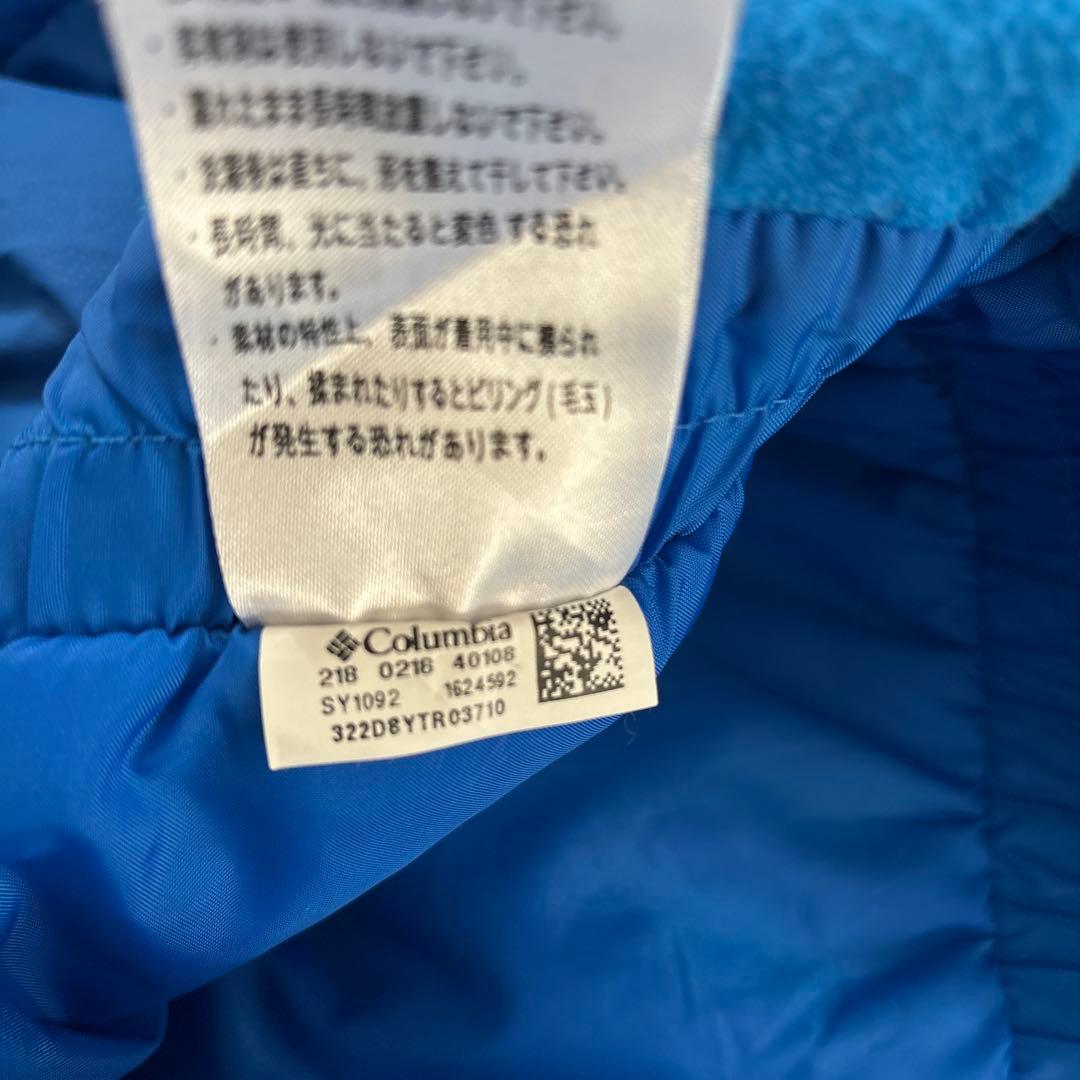 は使用しないで下さい。
・濡れたまま長時間放置しないで下さい。
・洗濯後は直ちに、形を整えて干して下さい。
・長時間、光に当たると変色する恐れ
があります。
・素材の特性上、表面が着用中に擦られ
たり、揉まれたりするとピリング(毛玉)
が発生する恐れがあります。
Columbia
218 0218 40108
SY1092 1624592
322D8YTR03710